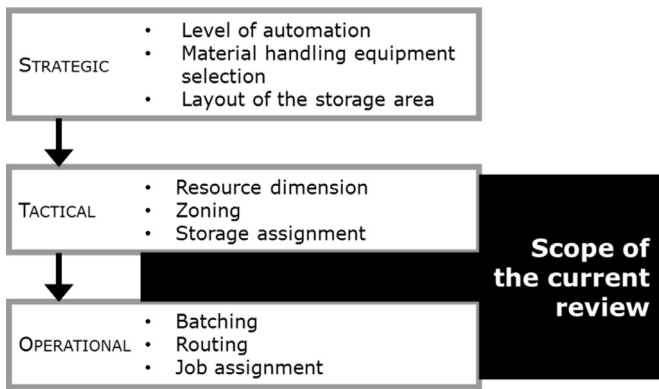 STRATEGIC
• Level of automation
• Material handling equipment
selection
• Layout of the storage area
TACTICAL
• Resource dimension
• Zoning
• Storage assignment
Scope of
the current
review
OPERATIONAL
• Batching
• Routing
• Job assignment